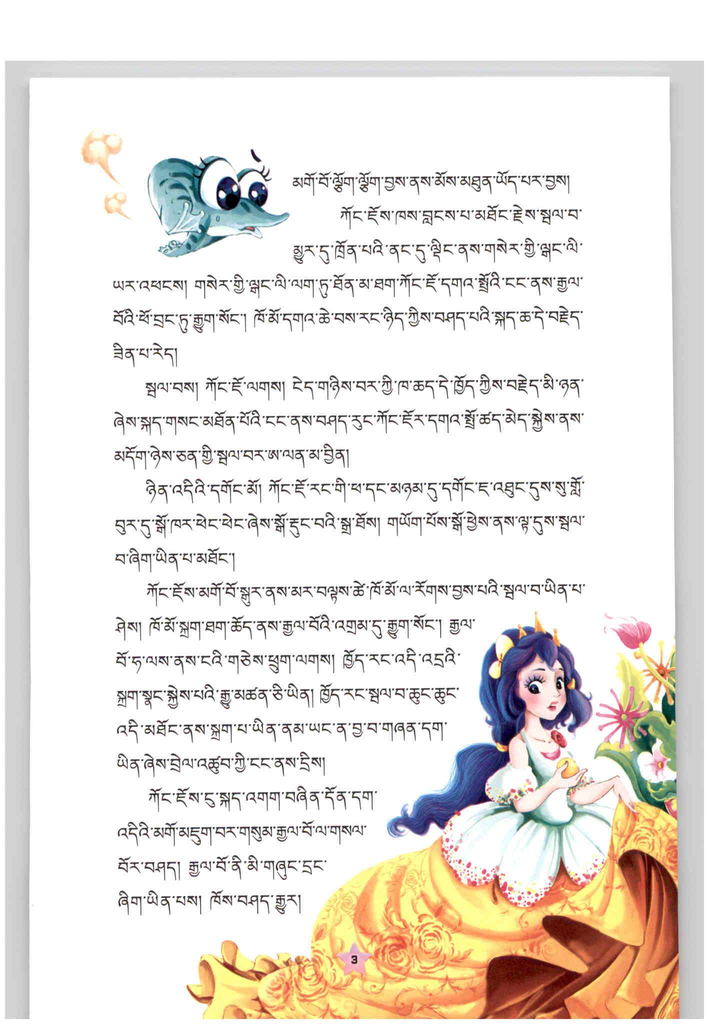 མགོ་བོ་ལྕོག་ལྕོག་བྱས་ནས་མོས་མཐུན་ཡོད་པར་བྱས།
ཀོང་ཇོས་ཁས་བླངས་པ་མཐོང་རྗེས་སྦལ་བ་
མྱུར་དུ་ཁྲོན་པའི་ནང་དུ་ལྡིང་ནས་གསེར་གྱི་ལྒང་ལི་
ཡར་འཕངས། གསེར་གྱི་ལྒང་ལི་ལག་ཏུ་ཐོན་མ་ཐག་ཀོང་ཇོ་དགའ་སྤྲོའི་ངང་ནས་རྒྱལ་
བོའི་ཕོ་བྲང་དུ་རྒྱུག་སོང་། ཁོ་མོ་དགའ་ཆེ་བས་རང་ཉིད་ཀྱིས་བཤད་པའི་སྐད་ཆ་དེ་བརྗེད་
ཟིན་པ་རེད།
སྦལ་བས། ཀོང་ཇོ་ལགས། ངེད་གཉིས་བར་ཀྱི་ཁ་ཆད་དེ་ཁྱོད་ཀྱིས་བརྗེད་མི་ཉན་
ཞེས་སྐད་གསང་མཐོན་པོའི་ངང་ནས་བཤད་རུང་ཀོང་ཇོར་དགའ་སྤྲོ་ཚད་མེད་སྐྱེས་ནས་
མདོག་ཉེས་ཅན་གྱི་སྦལ་བར་ཨ་ལན་མ་བྱིན།
ཉིན་འདིའི་དགོང་མོ། ཀོང་ཇོ་རང་གི་ཕ་དང་མཉམ་དུ་དགོང་ཇ་འཐུང་དུས་སུ་གློ་
བུར་དུ་སྒོ་ཁར་ཕེང་ཕེང་ཞེས་སྒོ་རྡུང་བའི་སྒྲ་ཐོས། གཡོག་པོས་སྒོ་ཕྱེས་ནས་ལྟ་དུས་སྦལ་
བ་ཞིག་ཡིན་པ་མཐོང་།
ཀོང་ཇོས་མགོ་བོ་སྒུར་ནས་མར་བལྟས་ཚེ་ཁོ་མོ་ལ་རོགས་བྱས་པའི་སྦལ་བ་ཡིན་པ་
ཤེས། ཁོ་མོ་སྐྲག་ཐག་ཆོད་ནས་རྒྱལ་བོའི་འགྲམ་དུ་རྒྱུག་སོང་། རྒྱལ་
བོ་ཧ་ལས་ནས་ངའི་གཅེས་ཕྲུག་ལགས། ཁྱོད་རང་འདི་འདྲའི་
སྐྲག་སྣང་སྐྱེས་པའི་རྒྱུ་མཚན་ཅི་ཡིན། ཁྱོད་རང་སྦལ་བ་ཆུང་ཆུང་
འདི་མཐོང་ནས་སྐྲག་པ་ཡིན་ནམ་ཡང་ན་བྱ་བ་གཞན་དག་
ཡིན་ཞེས་བྲེལ་འཚུབ་ཀྱི་ངང་ནས་དྲིས།
ཀོང་ཇོས་ངུ་སྐད་འགག་བཞིན་དོན་དག་
འདིའི་མགོ་མཇུག་བར་གསུམ་རྒྱལ་བོ་ལ་གསལ་
བོར་བཤད། རྒྱལ་བོ་ནི་མི་གཞུང་དྲང་
ཞིག་ཡིན་པས། ཁོས་བཤད་རྒྱུར།
3